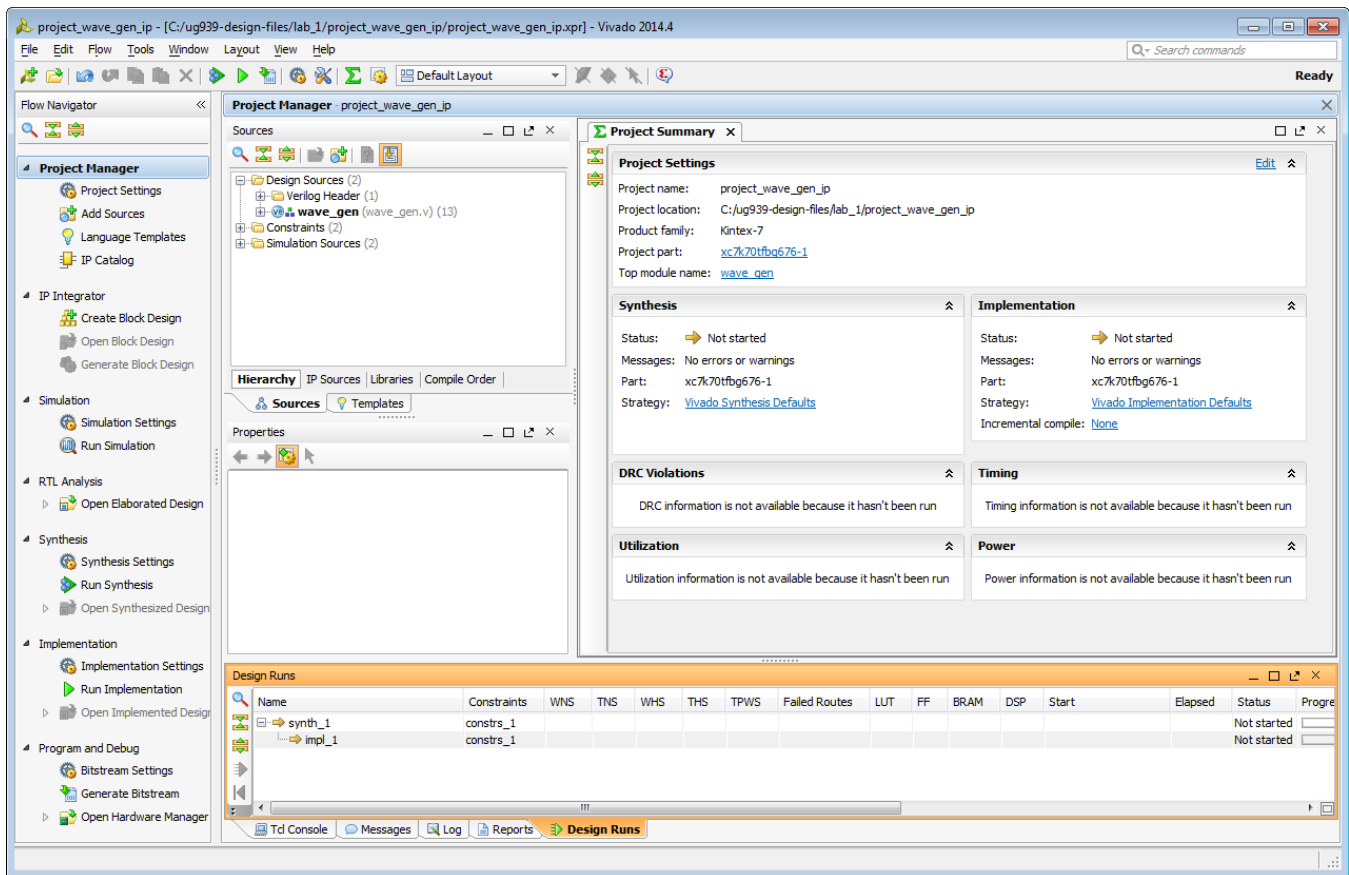 project_wave_gen_ip - [C:/ug939-design-files/lab_1/project_wave_gen_ip/project_wave_gen_ip.xpr] - Vivado 2014.4
File Edit Flow Tools Window Layout View Help
Search commands
Default Layout
Ready
Flow Navigator
Project Manager
Project Settings
Add Sources
Language Templates
IP Catalog
IP Integrator
Create Block Design
Open Block Design
Generate Block Design
Simulation
Simulation Settings
Run Simulation
RTL Analysis
Open Elaborated Design
Synthesis
Synthesis Settings
Run Synthesis
Open Synthesized Design
Implementation
Implementation Settings
Run Implementation
Open Implemented Desigr
Program and Debug
Bitstream Settings
Generate Bitstream
Open Hardware Manager
Project Manager - project_wave_gen_ip
Sources
Design Sources (2)
Verilog Header (1)
wave_gen (wave_gen.v) (13)
Constraints (2)
Simulation Sources (2)
Hierarchy IP Sources Libraries Compile Order
Sources Templates
Properties
Project Summary
Project Settings
Edit
Project name: project_wave_gen_ip
Project location: C:/ug939-design-files/lab_1/project_wave_gen_ip
Product family: Kintex-7
Project part: xc7k70tfbg676-1
Top module name: wave_gen
Synthesis
Status: Not started
Messages: No errors or warnings
Part: xc7k70tfbg676-1
Strategy: Vivado Synthesis Defaults
Implementation
Status: Not started
Messages: No errors or warnings
Part: xc7k70tfbg676-1
Strategy: Vivado Implementation Defaults
Incremental compile: None
DRC Violations
DRC information is not available because it hasn't been run
Timing
Timing information is not available because it hasn't been run
Utilization
Utilization information is not available because it hasn't been run
Power
Power information is not available because it hasn't been run
Design Runs
Name Constraints WNS TNS WHS THS TPWS Failed Routes LUT FF BRAM DSP Start Elapsed Status Progre
synth_1 constrs_1 Not started
impl_1 constrs_1 Not started
Tcl Console Messages Log Reports Design Runs